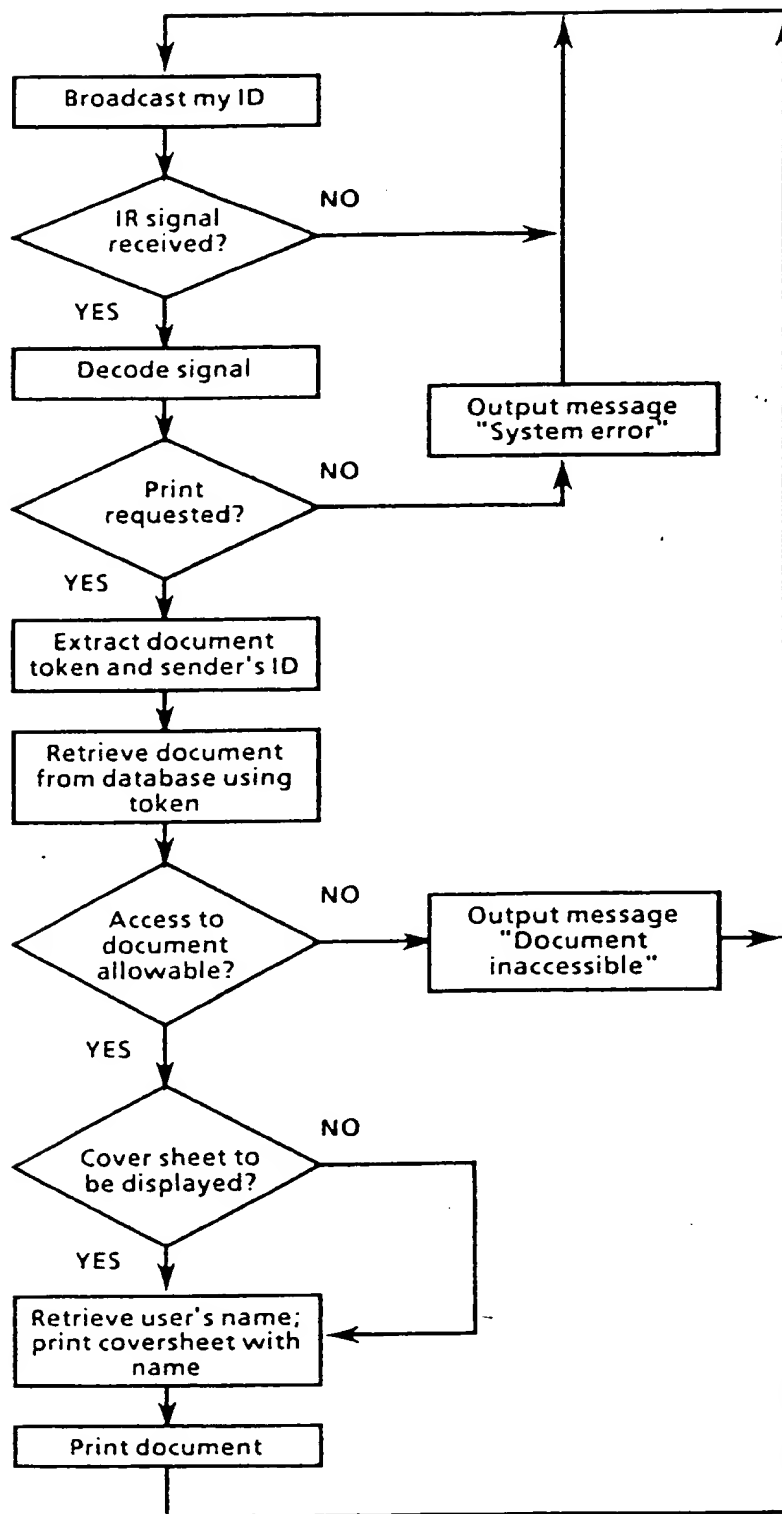 Broadcast my ID
IR signal
received?
NO
YES
Decode signal
Output message
"System error"
Print
requested?
NO
YES
Extract document
token and sender's ID
Retrieve document
from database using
token
Access to
document
allowable?
NO
Output message
"Document
inaccessible"
YES
Cover sheet to
be displayed?
NO
YES
Retrieve user's name;
print coversheet with
name
Print document